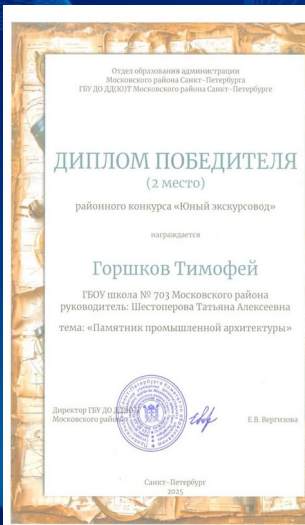 Отдел образования администрации
Московского района Санкт-Петербурга
ГБУ ДО ДД(Ю)Т Московского района Санкт-Петербурге
ДИПЛОМ ПОБЕДИТЕЛЯ
(2 место)
районного конкурса «Юный экскурсовод»
награждается
Горшков Тимофей
ГБОУ школа № 703 Московского района
руководитель: Шестоперова Татьяна Алексеевна
тема: «Памятник промышленной архитектуры»
Директор ГБУ ДО
Московского района
Е.В. Вергизова
Санкт-Петербург
2025